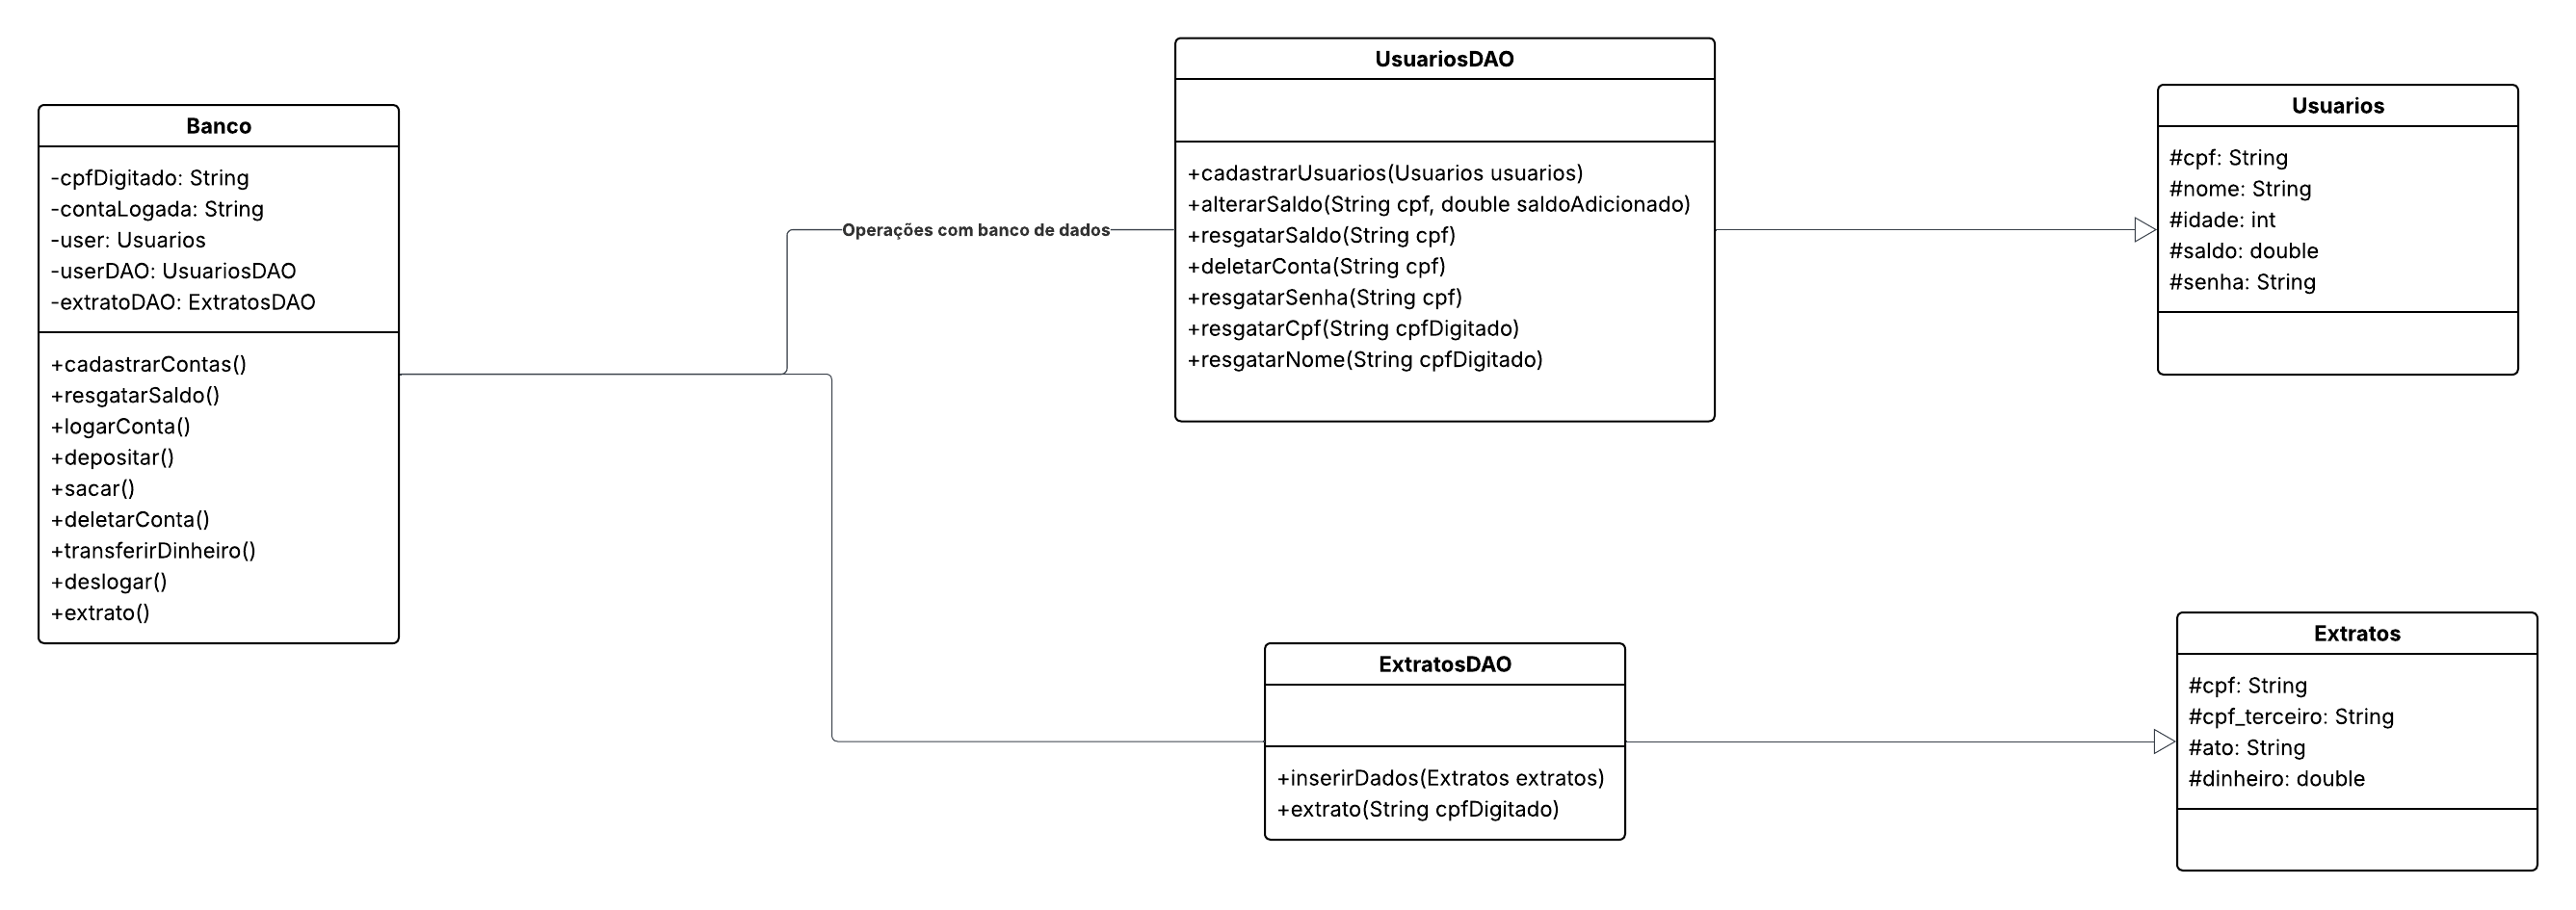 Banco
-cpfDigitado: String
-contaLogada: String
-user: Usuarios
-userDAO: UsuariosDAO
-extratoDAO: ExtratosDAO
+cadastrarContas()
+resgatarSaldo()
+logarConta()
+depositar()
+sacar()
+deletarConta()
+transferirDinheiro()
+deslogar()
+extrato()
Operações com banco de dados
UsuariosDAO
+cadastrarUsuarios(Usuarios usuarios)
+alterarSaldo(String cpf, double saldoAdicionado)
+resgatarSaldo(String cpf)
+deletarConta(String cpf)
+resgatarSenha(String cpf)
+resgatarCpf(String cpfDigitado)
+resgatarNome(String cpfDigitado)
Usuarios
#cpf: String
#nome: String
#idade: int
#saldo: double
#senha: String
ExtratosDAO
+inserirDados(Extratos extratos)
+extrato(String cpfDigitado)
Extratos
#cpf: String
#cpf_terceiro: String
#ato: String
#dinheiro: double